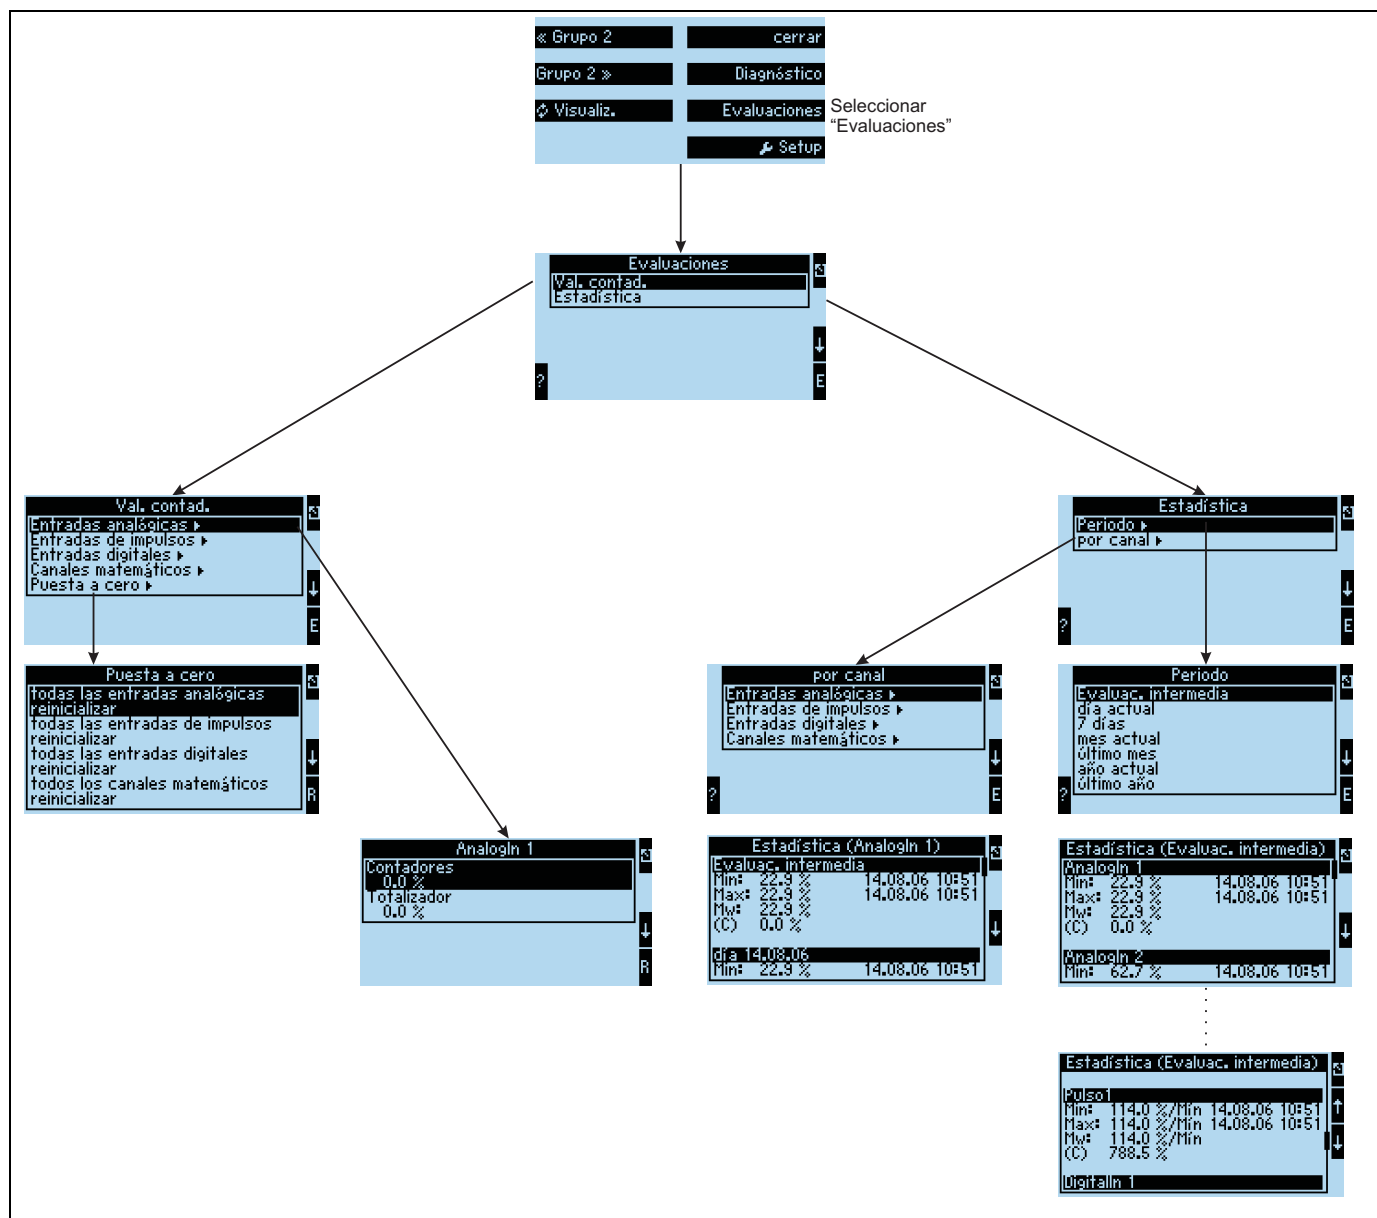 « Grupo 2
cerrar
Grupo 2 »
Diagnóstico
Visualiz.
Evaluaciones
Setup
Seleccionar
“Evaluaciones”
Evaluaciones
Val. contad.
Estadística
↓
?
E
Val. contad.
Entradas analógicas ▸
Entradas de impulsos ▸
Entradas digitales ▸
Canales matemáticos ▸
Puesta a cero ▸
↓
E
Estadística
Periodo ▸
por canal ▸
↓
?
E
Puesta a cero
todas las entradas analógicas
reinicializar
todas las entradas de impulsos
reinicializar
todas las entradas digitales
reinicializar
todos los canales matemáticos
reinicializar
↓
R
por canal
Entradas analógicas ▸
Entradas de impulsos ▸
Entradas digitales ▸
Canales matemáticos ▸
↓
?
E
Periodo
Evaluac. intermedia
día actual
7 días
mes actual
último mes
año actual
último año
↓
?
E
AnalogIn 1
Contadores
0.0 %
Totalizador
0.0 %
↓
R
Estadística (AnalogIn 1)
Evaluac. intermedia
Min: 22.9 % 14.08.06 10:51
Max: 22.9 % 14.08.06 10:51
Mw: 22.9 %
(C) 0.0 %
día 14.08.06
Min: 22.9 % 14.08.06 10:51
↓
Estadística (Evaluac. intermedia)
AnalogIn 1
Min: 22.9 % 14.08.06 10:51
Max: 22.9 % 14.08.06 10:51
Mw: 22.9 %
(C) 0.0 %
AnalogIn 2
Min: 62.7 % 14.08.06 10:51
↓
Estadística (Evaluac. intermedia)
Pulso1
Min: 114.0 %/Mín 14.08.06 10:51
Max: 114.0 %/Mín 14.08.06 10:51
Mw: 114.0 %/Mín
(C) 788.5 %
DigitalIn 1
↑
↓